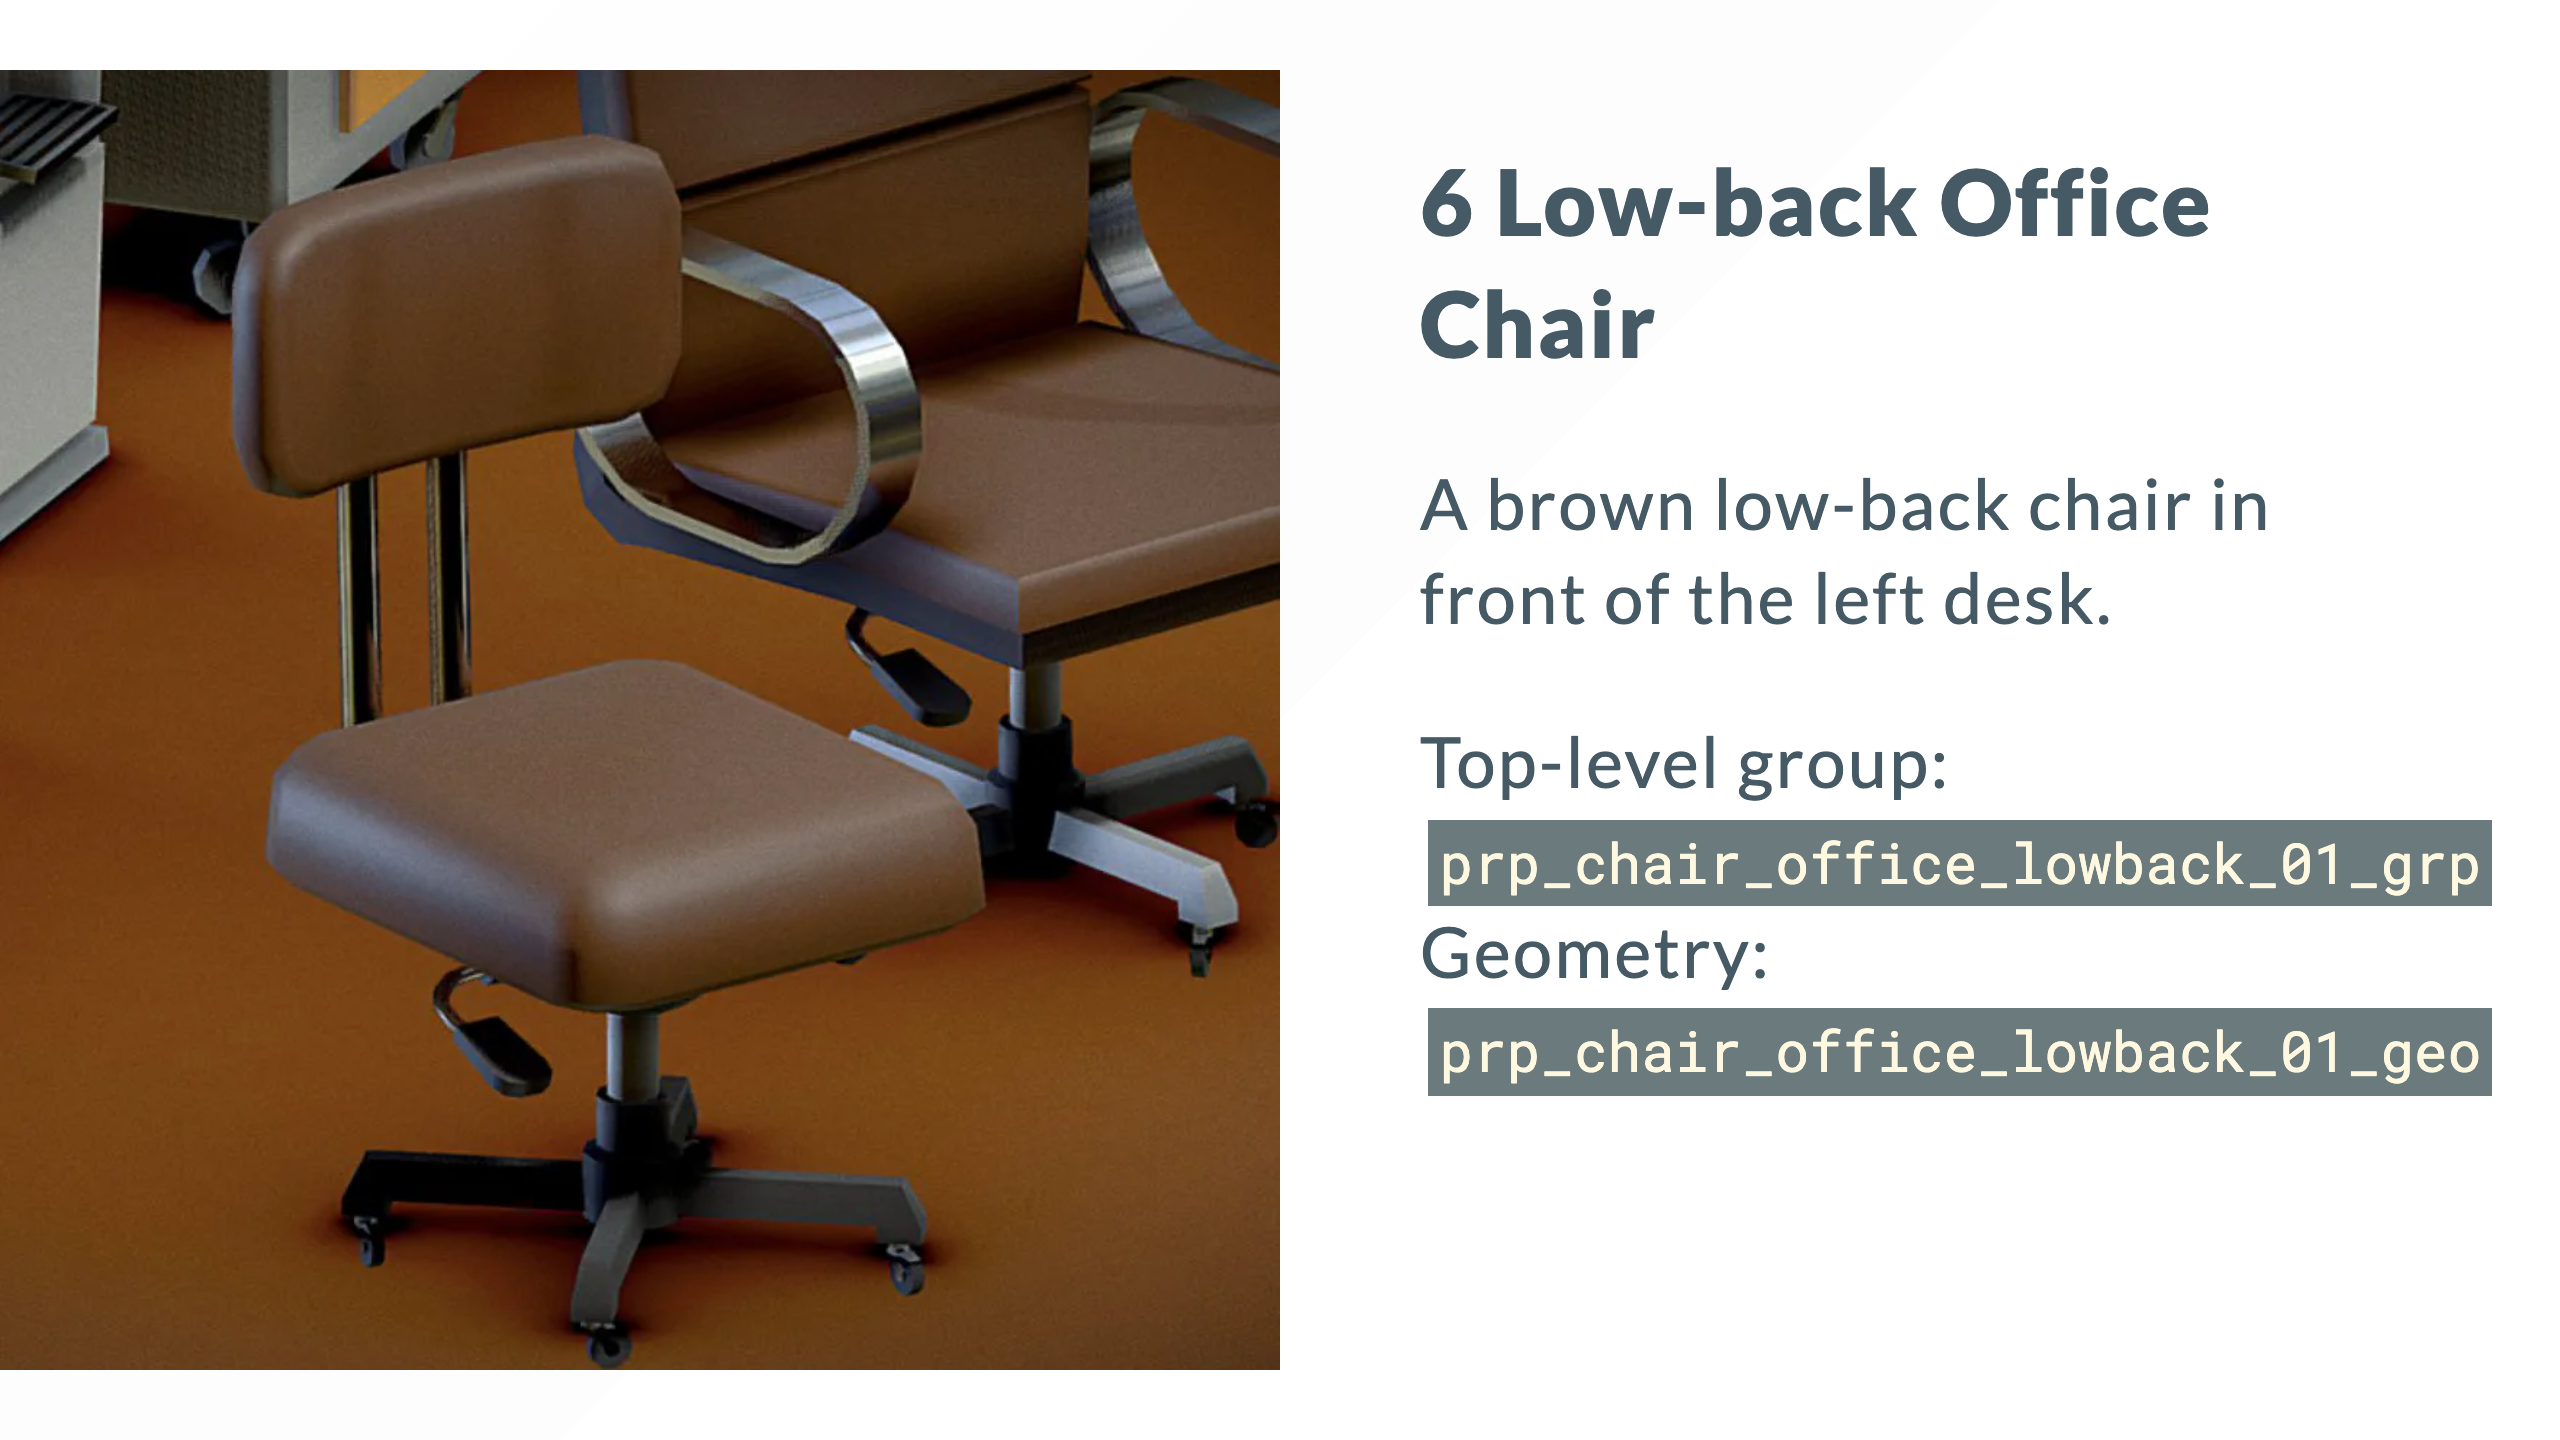 6 Low-back Office
Chair
A brown low-back chair in
front of the left desk.
Top-level group:
prp_chair_office_lowback_01_grp
Geometry:
prp_chair_office_lowback_01_geo